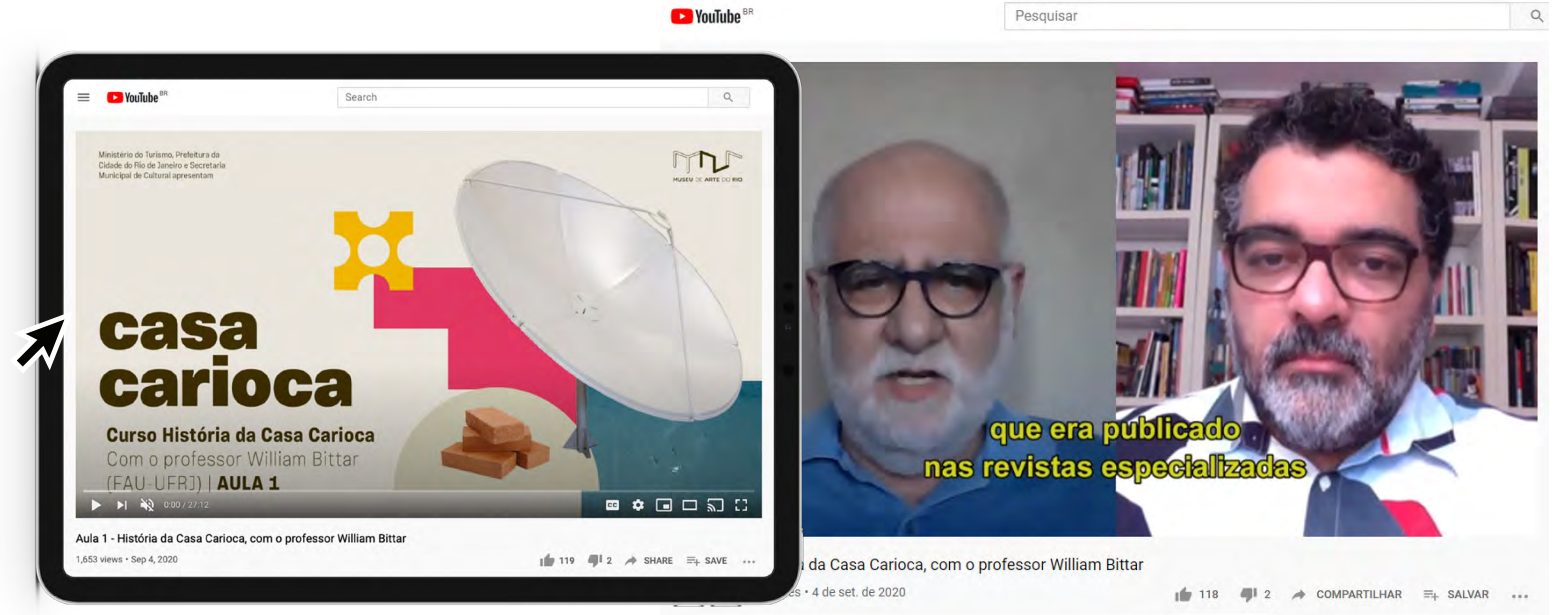 YouTube BR
Search
Ministério do Turismo, Prefeitura da
Cidade do Rio de Janeiro e Secretaria
Municipal de Cultural apresentam
MUSEU DE ARTE DO RIO
casa
carioca
Curso História da Casa Carioca
Com o professor William Bittar
(FAU-UFRJ) | AULA 1
0:00 / 27:12
CC
Aula 1 - História da Casa Carioca, com o professor William Bittar
1,653 views • Sep 4, 2020
119 2 SHARE SAVE
YouTube BR
Pesquisar
que era publicado
nas revistas especializadas
da Casa Carioca, com o professor William Bittar
• 4 de set. de 2020
118 2 COMPARTILHAR SALVAR